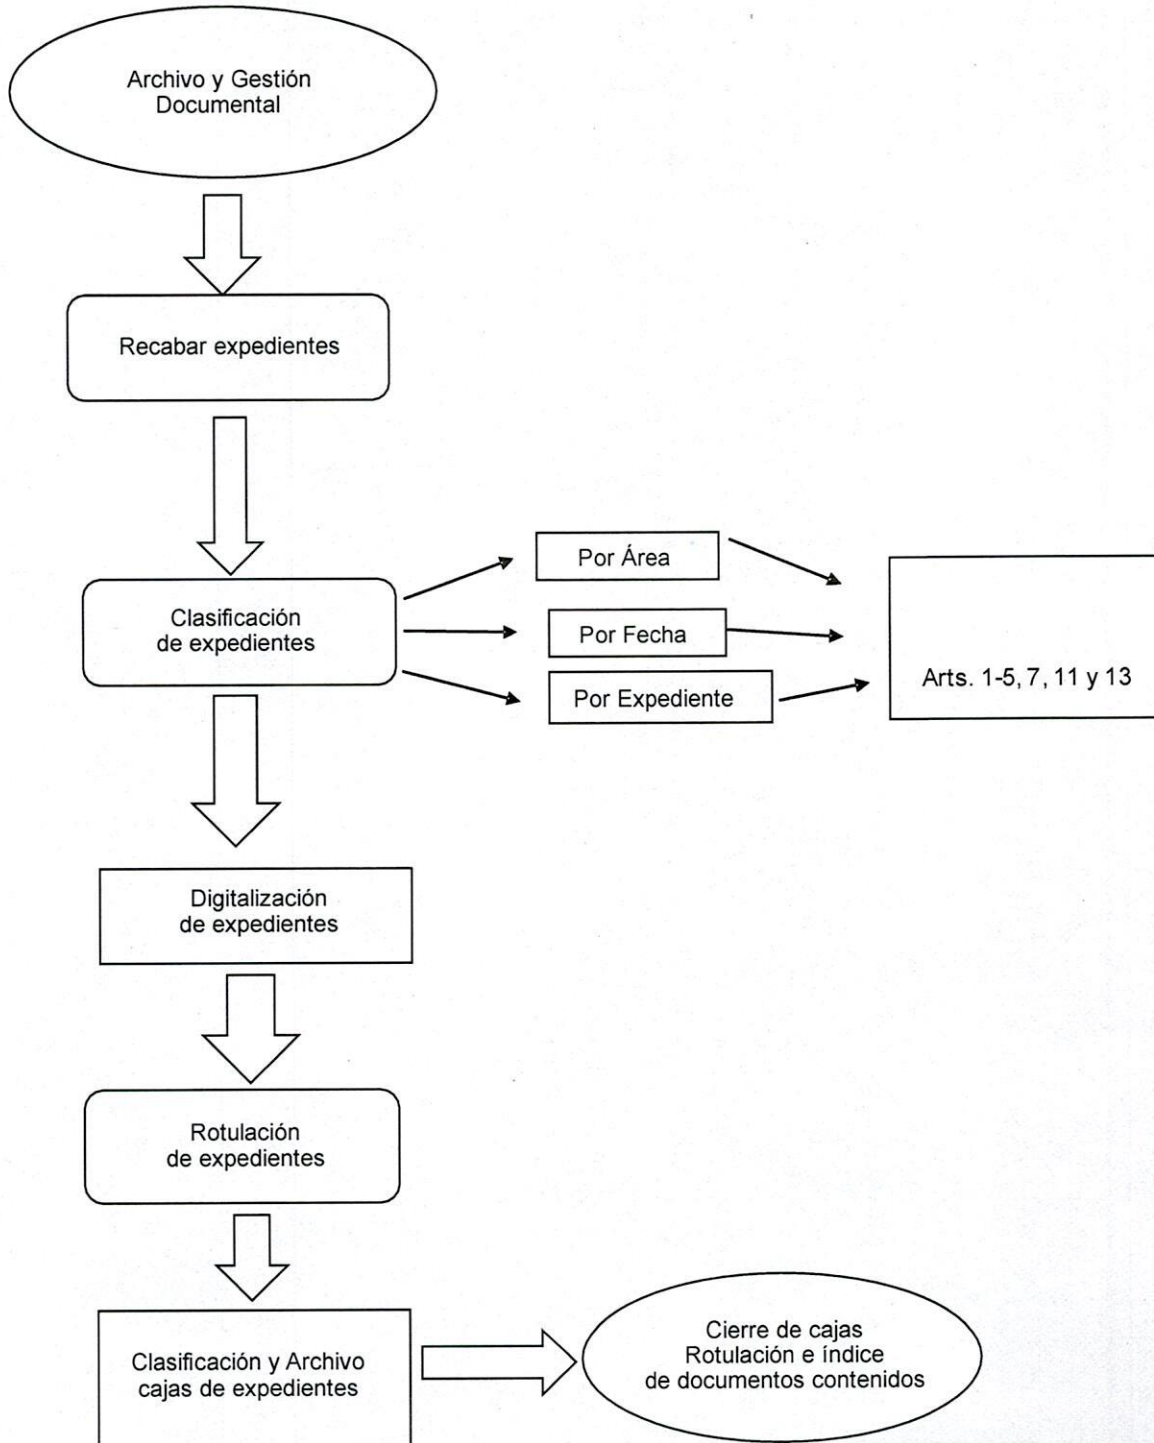 Archivo y Gestión
Documental
Recabar expedientes
Clasificación
de expedientes
Por Área
Por Fecha
Por Expediente
Arts. 1-5, 7, 11 y 13
Digitalización
de expedientes
Rotulación
de expedientes
Clasificación y Archivo
cajas de expedientes
Cierre de cajas
Rotulación e índice
de documentos contenidos